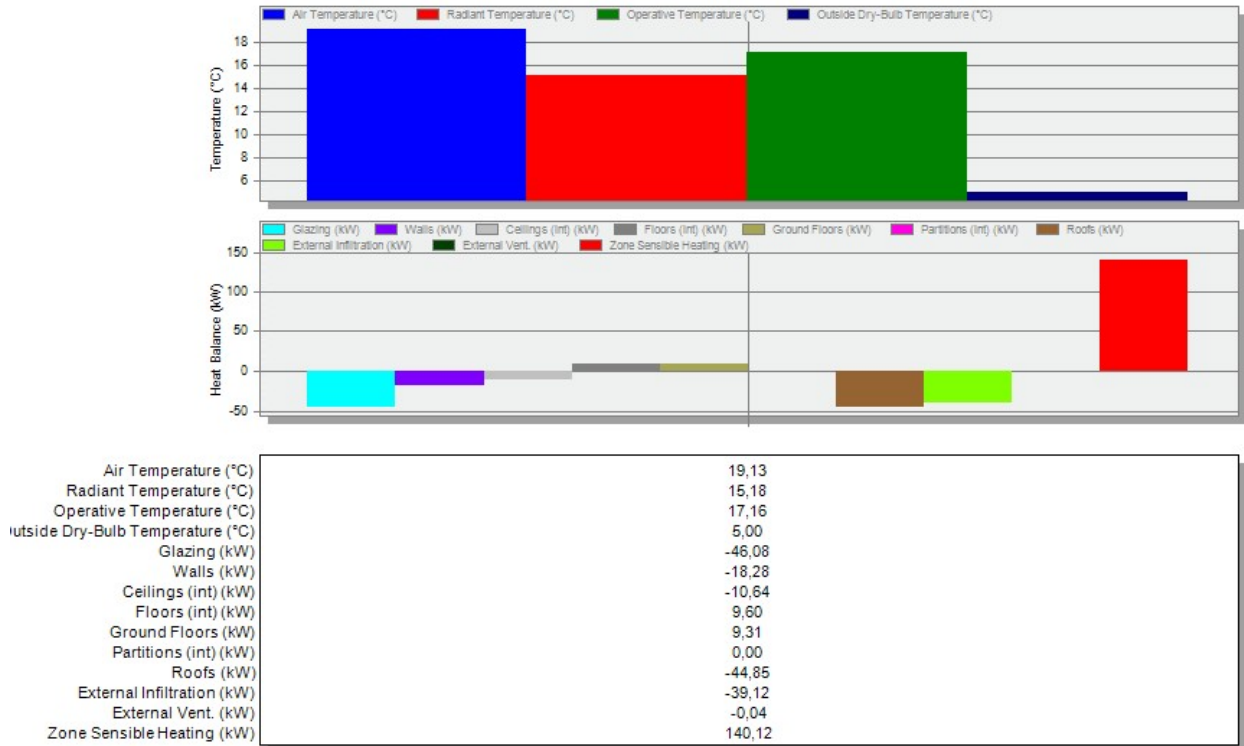 Air Temperature (°C) Radiant Temperature (°C) Operative Temperature (°C) Outside Dry-Bulb Temperature (°C)
Temperature (°C)
18
16
14
12
10
8
6
Glazing (kW) Walls (kW) Ceilings (int) (kW) Floors (int) (kW) Ground Floors (kW) Partitions (int) (kW) Roofs (kW)
External Infiltration (kW) External Vent. (kW) Zone Sensible Heating (kW)
Heat Balance (kW)
150
100
50
0
-50
Air Temperature (°C) 19,13
Radiant Temperature (°C) 15,18
Operative Temperature (°C) 17,16
utside Dry-Bulb Temperature (°C) 5,00
Glazing (kW) -46,08
Walls (kW) -18,28
Ceilings (int) (kW) -10,64
Floors (int) (kW) 9,60
Ground Floors (kW) 9,31
Partitions (int) (kW) 0,00
Roofs (kW) -44,85
External Infiltration (kW) -39,12
External Vent. (kW) -0,04
Zone Sensible Heating (kW) 140,12